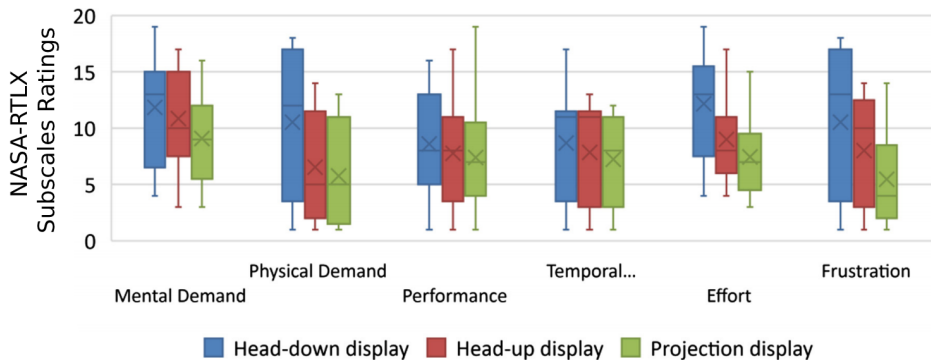 NASA-RTLX
Subscales Ratings
20
15
10
5
0
Mental Demand
Physical Demand
Performance
Temporal...
Effort
Frustration
Head-down display
Head-up display
Projection display